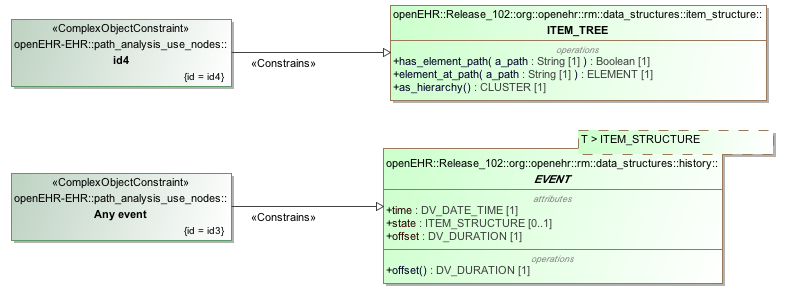 «ComplexObjectConstraint»
openEHR-EHR::path_analysis_use_nodes::
id4
{id = id4}
«Constrains»
openEHR::Release_102::org::openehr::rm::data_structures::item_structure::
ITEM_TREE
operations
+has_element_path( a_path : String [1] ) : Boolean [1]
+element_at_path( a_path : String [1] ) : ELEMENT [1]
+as_hierarchy() : CLUSTER [1]
«ComplexObjectConstraint»
openEHR-EHR::path_analysis_use_nodes::
Any event
{id = id3}
«Constrains»
T > ITEM_STRUCTURE
openEHR::Release_102::org::openehr::rm::data_structures::history::
EVENT
attributes
+time : DV_DATE_TIME [1]
+state : ITEM_STRUCTURE [0..1]
+offset : DV_DURATION [1]
operations
+offset() : DV_DURATION [1]